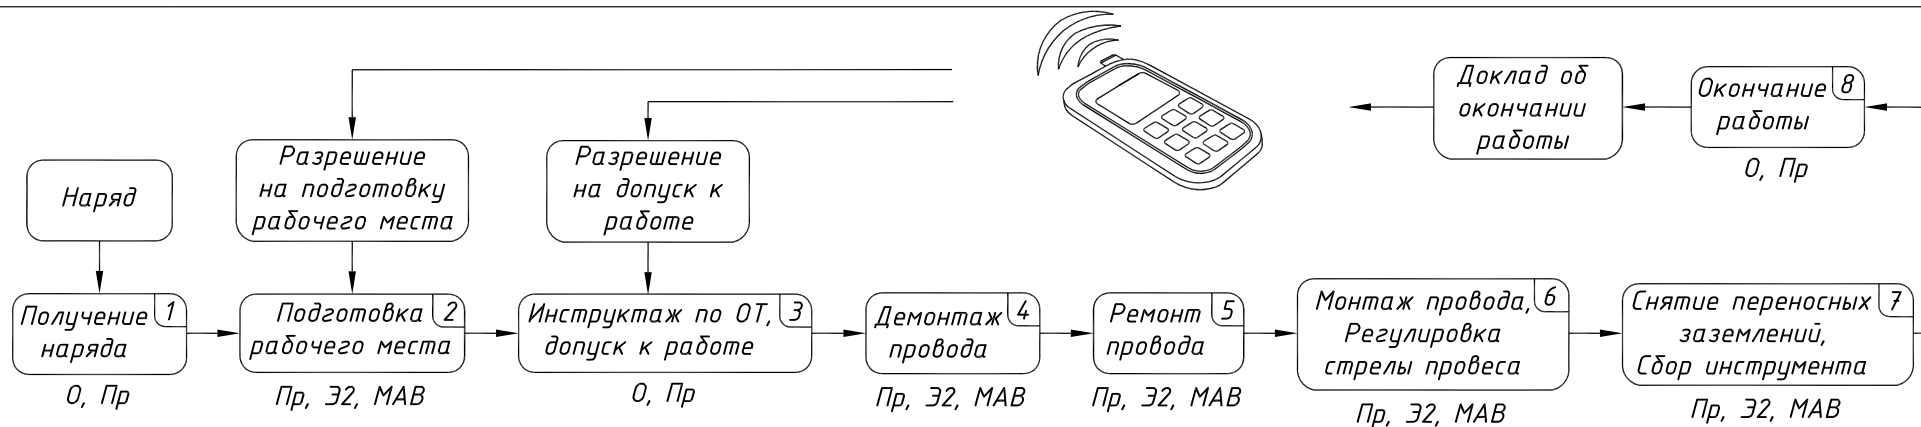 Наряд
Получение 1
наряда
О, Пр
Разрешение
на подготовку
рабочего места
Подготовка 2
рабочего места
Пр, Э2, МАВ
Разрешение
на допуск к
работе
Инструктаж по ОТ, 3
допуск к работе
О, Пр
Демонтаж 4
провода
Пр, Э2, МАВ
Ремонт 5
провода
Пр, Э2, МАВ
Монтаж провода, 6
Регулировка
стрелы провеса
Пр, Э2, МАВ
Снятие переносных 7
заземлений,
Сбор инструмента
Пр, Э2, МАВ
Окончание 8
работы
О, Пр
Доклад об
окончании
работы